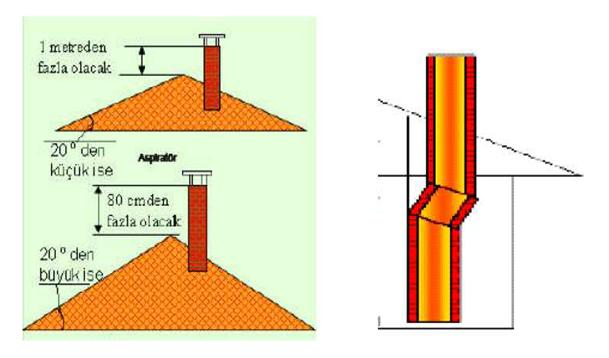 1 metreden
fazla olacak
20 º den
küçük ise
Aspiratör
80 cmden
fazla olacak
20 º den
büyük ise